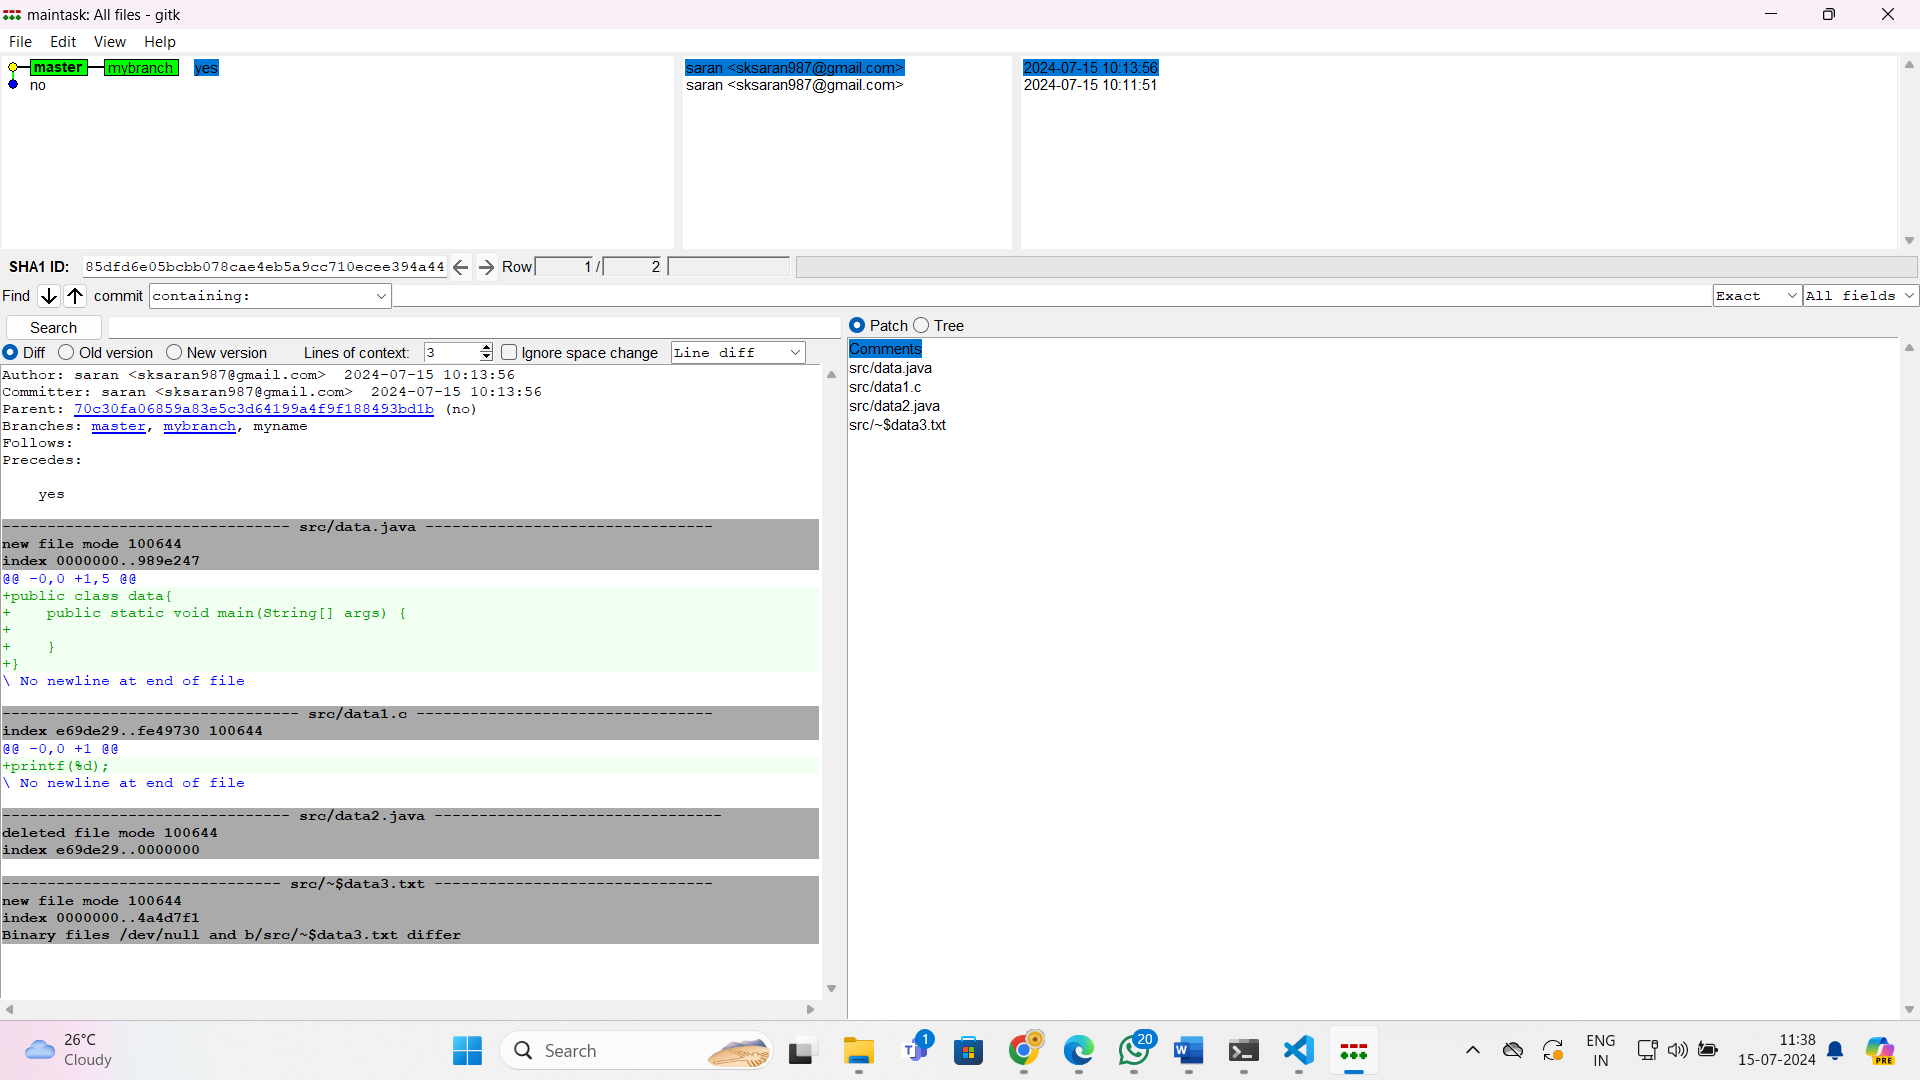 maintask: All files - gitk
File Edit View Help
master mybranch yes saran <sksaran987@gmail.com> 2024-07-15 10:13:56
no saran <sksaran987@gmail.com> 2024-07-15 10:11:51
SHA1 ID: 85dfd6e05bcbb078cae4eb5a9cc710ecee394a44 Row 1 / 2
Find commit containing: Exact All fields
Search
Patch Tree
Diff Old version New version Lines of context: 3 Ignore space change Line diff
Author: saran <sksaran987@gmail.com>  2024-07-15 10:13:56
Committer: saran <sksaran987@gmail.com>  2024-07-15 10:13:56
Parent: 70c30fa06859a83e5c3d64199a4f9f188493bd1b (no)
Branches: master, mybranch, myname
Follows:
Precedes:
yes
-------------------------------- src/data.java --------------------------------
new file mode 100644
index 0000000..989e247
@@ -0,0 +1,5 @@
+public class data{
+    public static void main(String[] args) {
+
+    }
+}
\ No newline at end of file
--------------------------------- src/data1.c ---------------------------------
index e69de29..fe49730 100644
@@ -0,0 +1 @@
+printf(%d);
\ No newline at end of file
-------------------------------- src/data2.java --------------------------------
deleted file mode 100644
index e69de29..0000000
------------------------------- src/~$data3.txt -------------------------------
new file mode 100644
index 0000000..4a4d7f1
Binary files /dev/null and b/src/~$data3.txt differ
Comments
src/data.java
src/data1.c
src/data2.java
src/~$data3.txt
26°C
Cloudy
Search
1
20
W
ENG
IN
11:38
15-07-2024
PRE